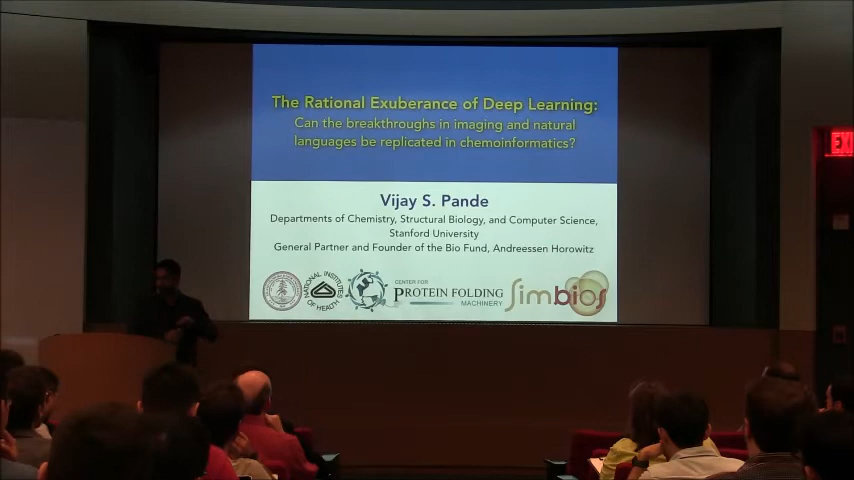 The Rational Exuberance of Deep Learning:
Can the breakthroughs in imaging and natural
languages be replicated in chemoinformatics?
EXI
Vijay S. Pande
Departments of Chemistry, Structural Biology, and Computer Science,
Stanford University
General Partner and Founder of the Bio Fund, Andreessen Horowitz
NATIONAL INSTITUTES
OF HEALTH
CENTER FOR
PROTEIN FOLDING
MACHINERY
Simbios